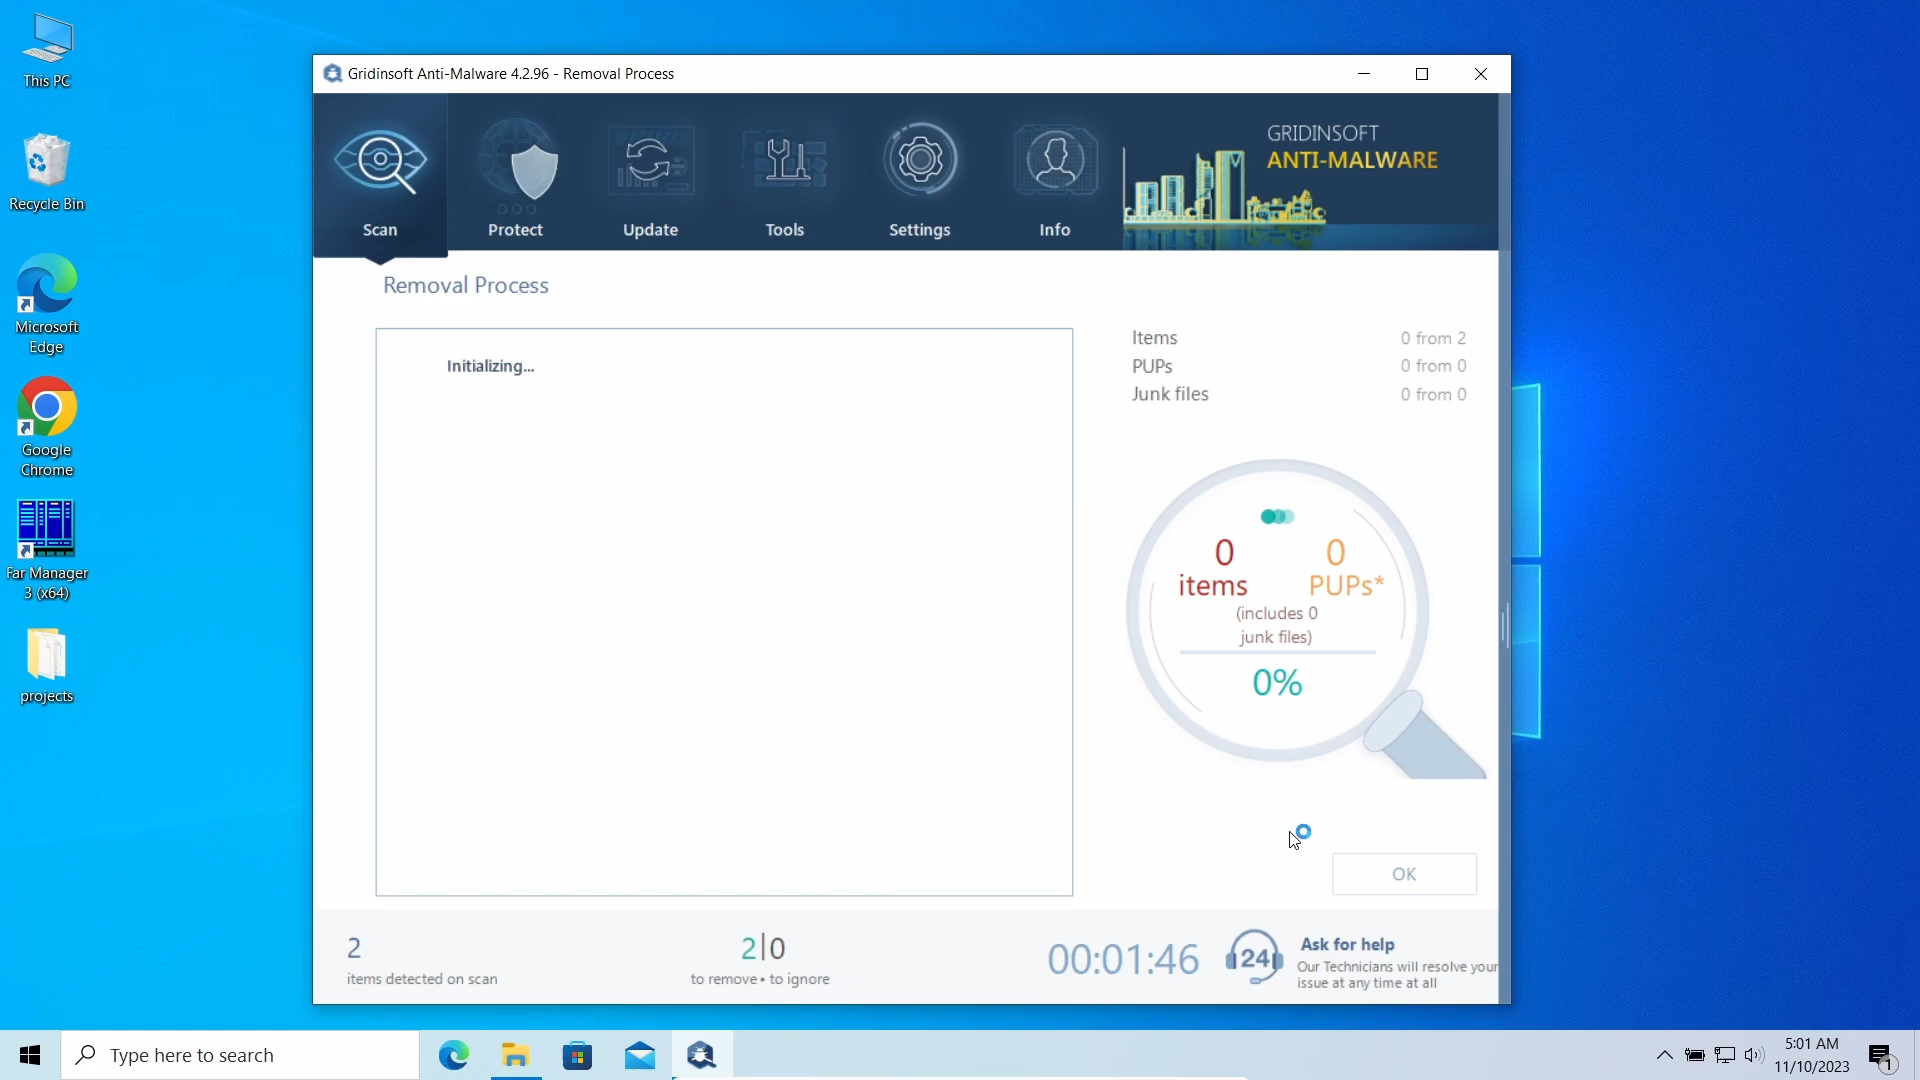 This PC
Recycle Bin
Microsoft
Edge
Google
Chrome
Far Manager
3 (x64)
projects
Gridinsoft Anti-Malware 4.2.96 - Removal Process
Scan
Protect
Update
Tools
Settings
Info
GRIDINSOFT
ANTI-MALWARE
Removal Process
Initializing...
Items 0 from 2
PUPs 0 from 0
Junk files 0 from 0
0 0
items PUPs*
(includes 0
junk files)
0%
OK
2
items detected on scan
2|0
to remove • to ignore
00:01:46
24
Ask for help
Our Technicians will resolve your
issue at any time at all
Type here to search
5:01 AM
11/10/2023
1